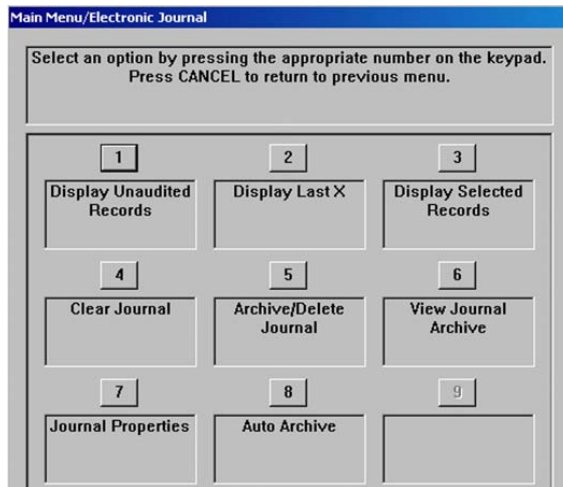 Main Menu/Electronic Journal
Select an option by pressing the appropriate number on the keypad.
Press CANCEL to return to previous menu.
1 2 3
Display Unaudited Records
Display Last X
Display Selected Records
4 5 6
Clear Journal
Archive/Delete Journal
View Journal Archive
7 8 9
Journal Properties
Auto Archive